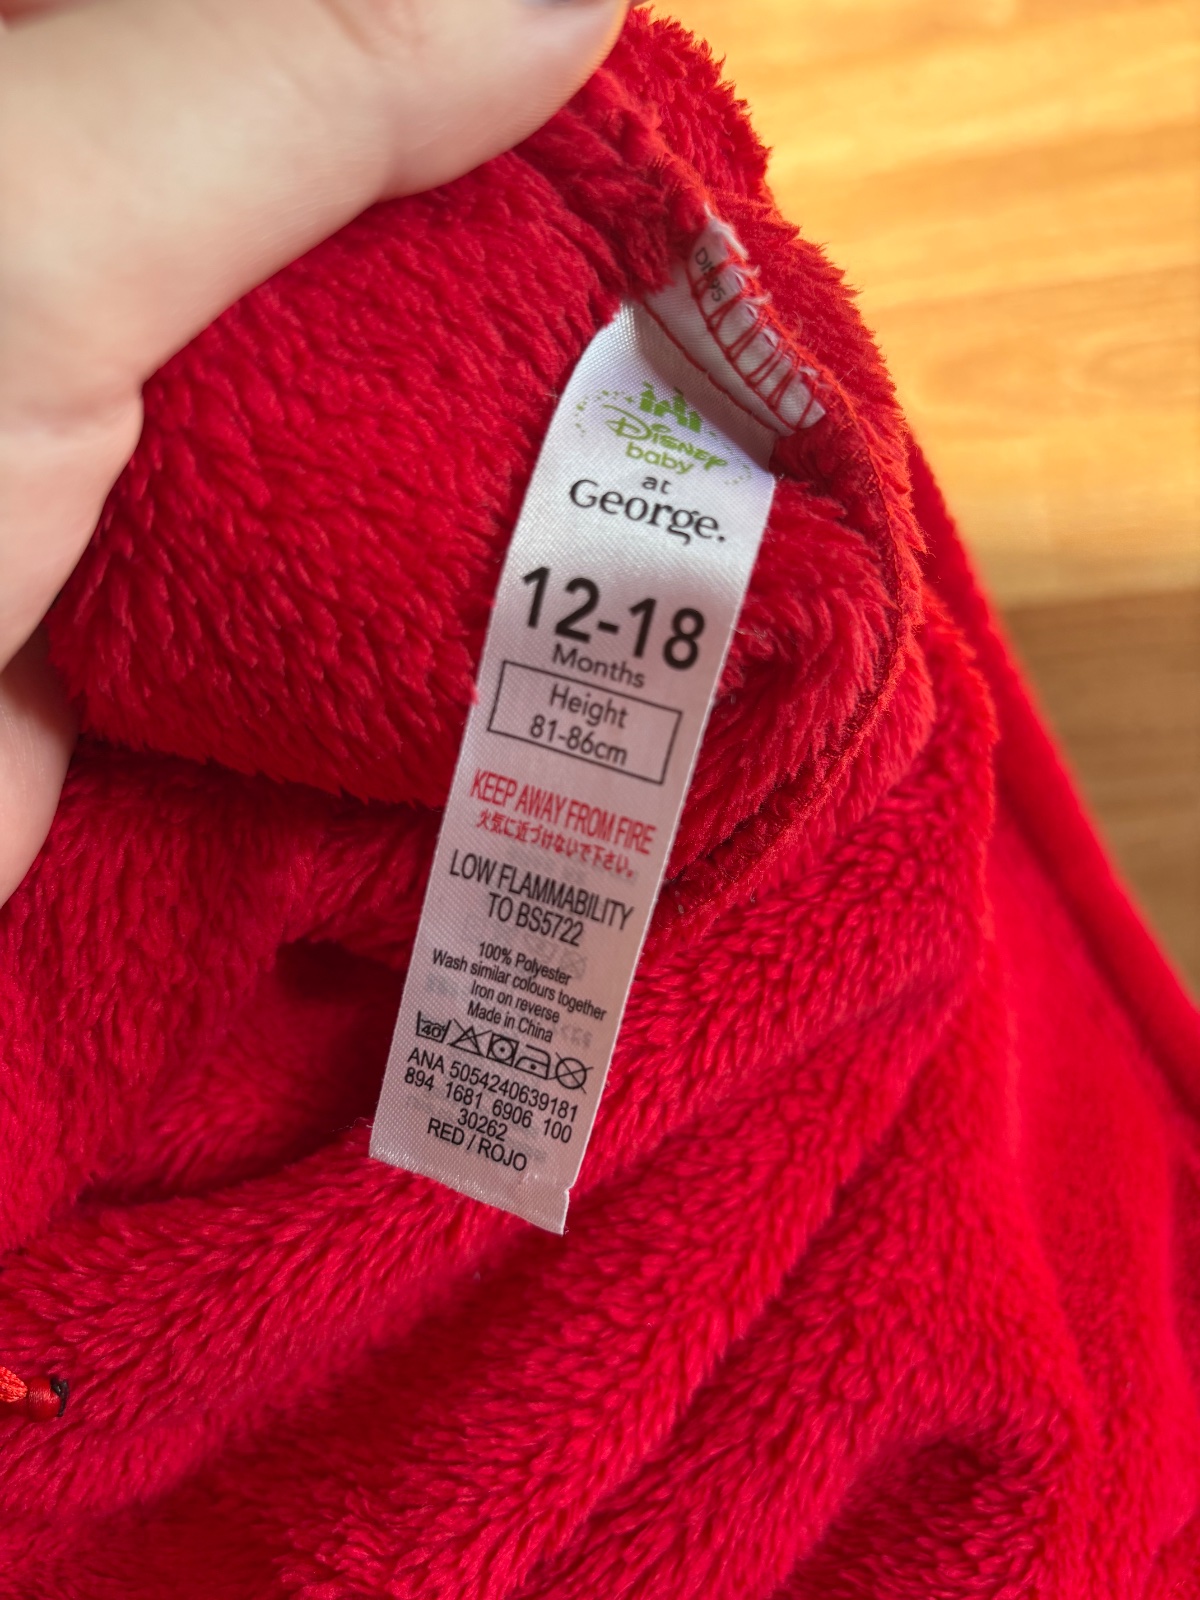 Disney
baby
at
George.
12-18
Months
Height
81-86cm
KEEP AWAY FROM FIRE
火気に近づけないで下さい。
LOW FLAMMABILITY
TO BS5722
100% Polyester
Wash similar colours together
Iron on reverse
Made in China
40°
ANA 5054240639181
894 1681 6906 100
30262
RED / ROJO